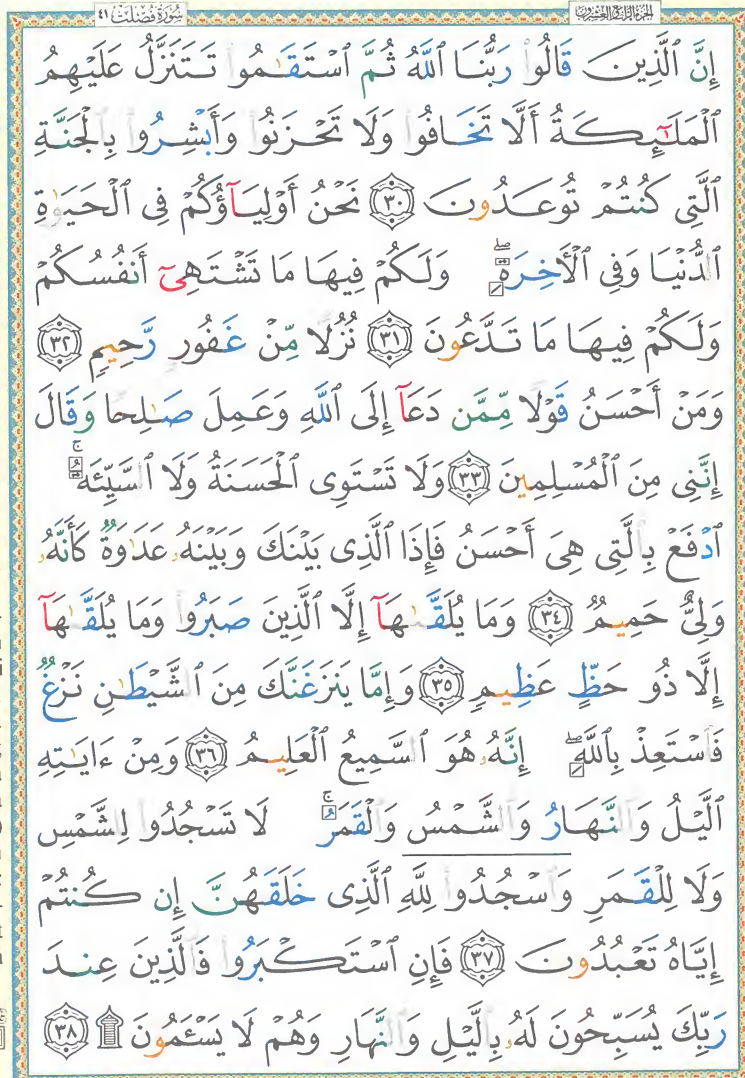 سُورَةُ فُصِّلَتْ ٤١
الجزء الرابع والعشرون
إِنَّ ٱلَّذِينَ قَالُوا۟ رَبُّنَا ٱللَّهُ ثُمَّ ٱسْتَقَـٰمُوا۟ تَتَنَزَّلُ عَلَيْهِمُ
ٱلْمَلَـٰٓئِكَةُ أَلَّا تَخَافُوا۟ وَلَا تَحْزَنُوا۟ وَأَبْشِرُوا۟ بِٱلْجَنَّةِ
ٱلَّتِى كُنتُمْ تُوعَدُونَ ٣٠ نَحْنُ أَوْلِيَآؤُكُمْ فِى ٱلْحَيَوٰةِ
ٱلدُّنْيَا وَفِى ٱلْـَٔاخِرَةِ ۖ وَلَكُمْ فِيهَا مَا تَشْتَهِىٓ أَنفُسُكُمْ
وَلَكُمْ فِيهَا مَا تَدَّعُونَ ٣١ نُزُلًا مِّنْ غَفُورٍ رَّحِيمٍ ٣٢
وَمَنْ أَحْسَنُ قَوْلًا مِّمَّن دَعَآ إِلَى ٱللَّهِ وَعَمِلَ صَـٰلِحًا وَقَالَ
إِنَّنِى مِنَ ٱلْمُسْلِمِينَ ٣٣ وَلَا تَسْتَوِى ٱلْحَسَنَةُ وَلَا ٱلسَّيِّئَةُ ۚ
ٱدْفَعْ بِٱلَّتِى هِىَ أَحْسَنُ فَإِذَا ٱلَّذِى بَيْنَكَ وَبَيْنَهُۥ عَدَٰوَةٌ كَأَنَّهُۥ
وَلِىٌّ حَمِيمٌ ٣٤ وَمَا يُلَقَّىٰهَآ إِلَّا ٱلَّذِينَ صَبَرُوا۟ وَمَا يُلَقَّىٰهَآ
إِلَّا ذُو حَظٍّ عَظِيمٍ ٣٥ وَإِمَّا يَنزَغَنَّكَ مِنَ ٱلشَّيْطَـٰنِ نَزْغٌ
فَٱسْتَعِذْ بِٱللَّهِ ۖ إِنَّهُۥ هُوَ ٱلسَّمِيعُ ٱلْعَلِيمُ ٣٦ وَمِنْ ءَايَـٰتِهِ
ٱلَّيْلُ وَٱلنَّهَارُ وَٱلشَّمْسُ وَٱلْقَمَرُ ۚ لَا تَسْجُدُوا۟ لِلشَّمْسِ
وَلَا لِلْقَمَرِ وَٱسْجُدُوا۟ لِلَّهِ ٱلَّذِى خَلَقَهُنَّ إِن كُنتُمْ
إِيَّاهُ تَعْبُدُونَ ٣٧ فَإِنِ ٱسْتَكْبَرُوا۟ فَٱلَّذِينَ عِندَ
رَبِّكَ يُسَبِّحُونَ لَهُۥ بِٱلَّيْلِ وَٱلنَّهَارِ وَهُمْ لَا يَسْـَٔمُونَ ۩ ٣٨